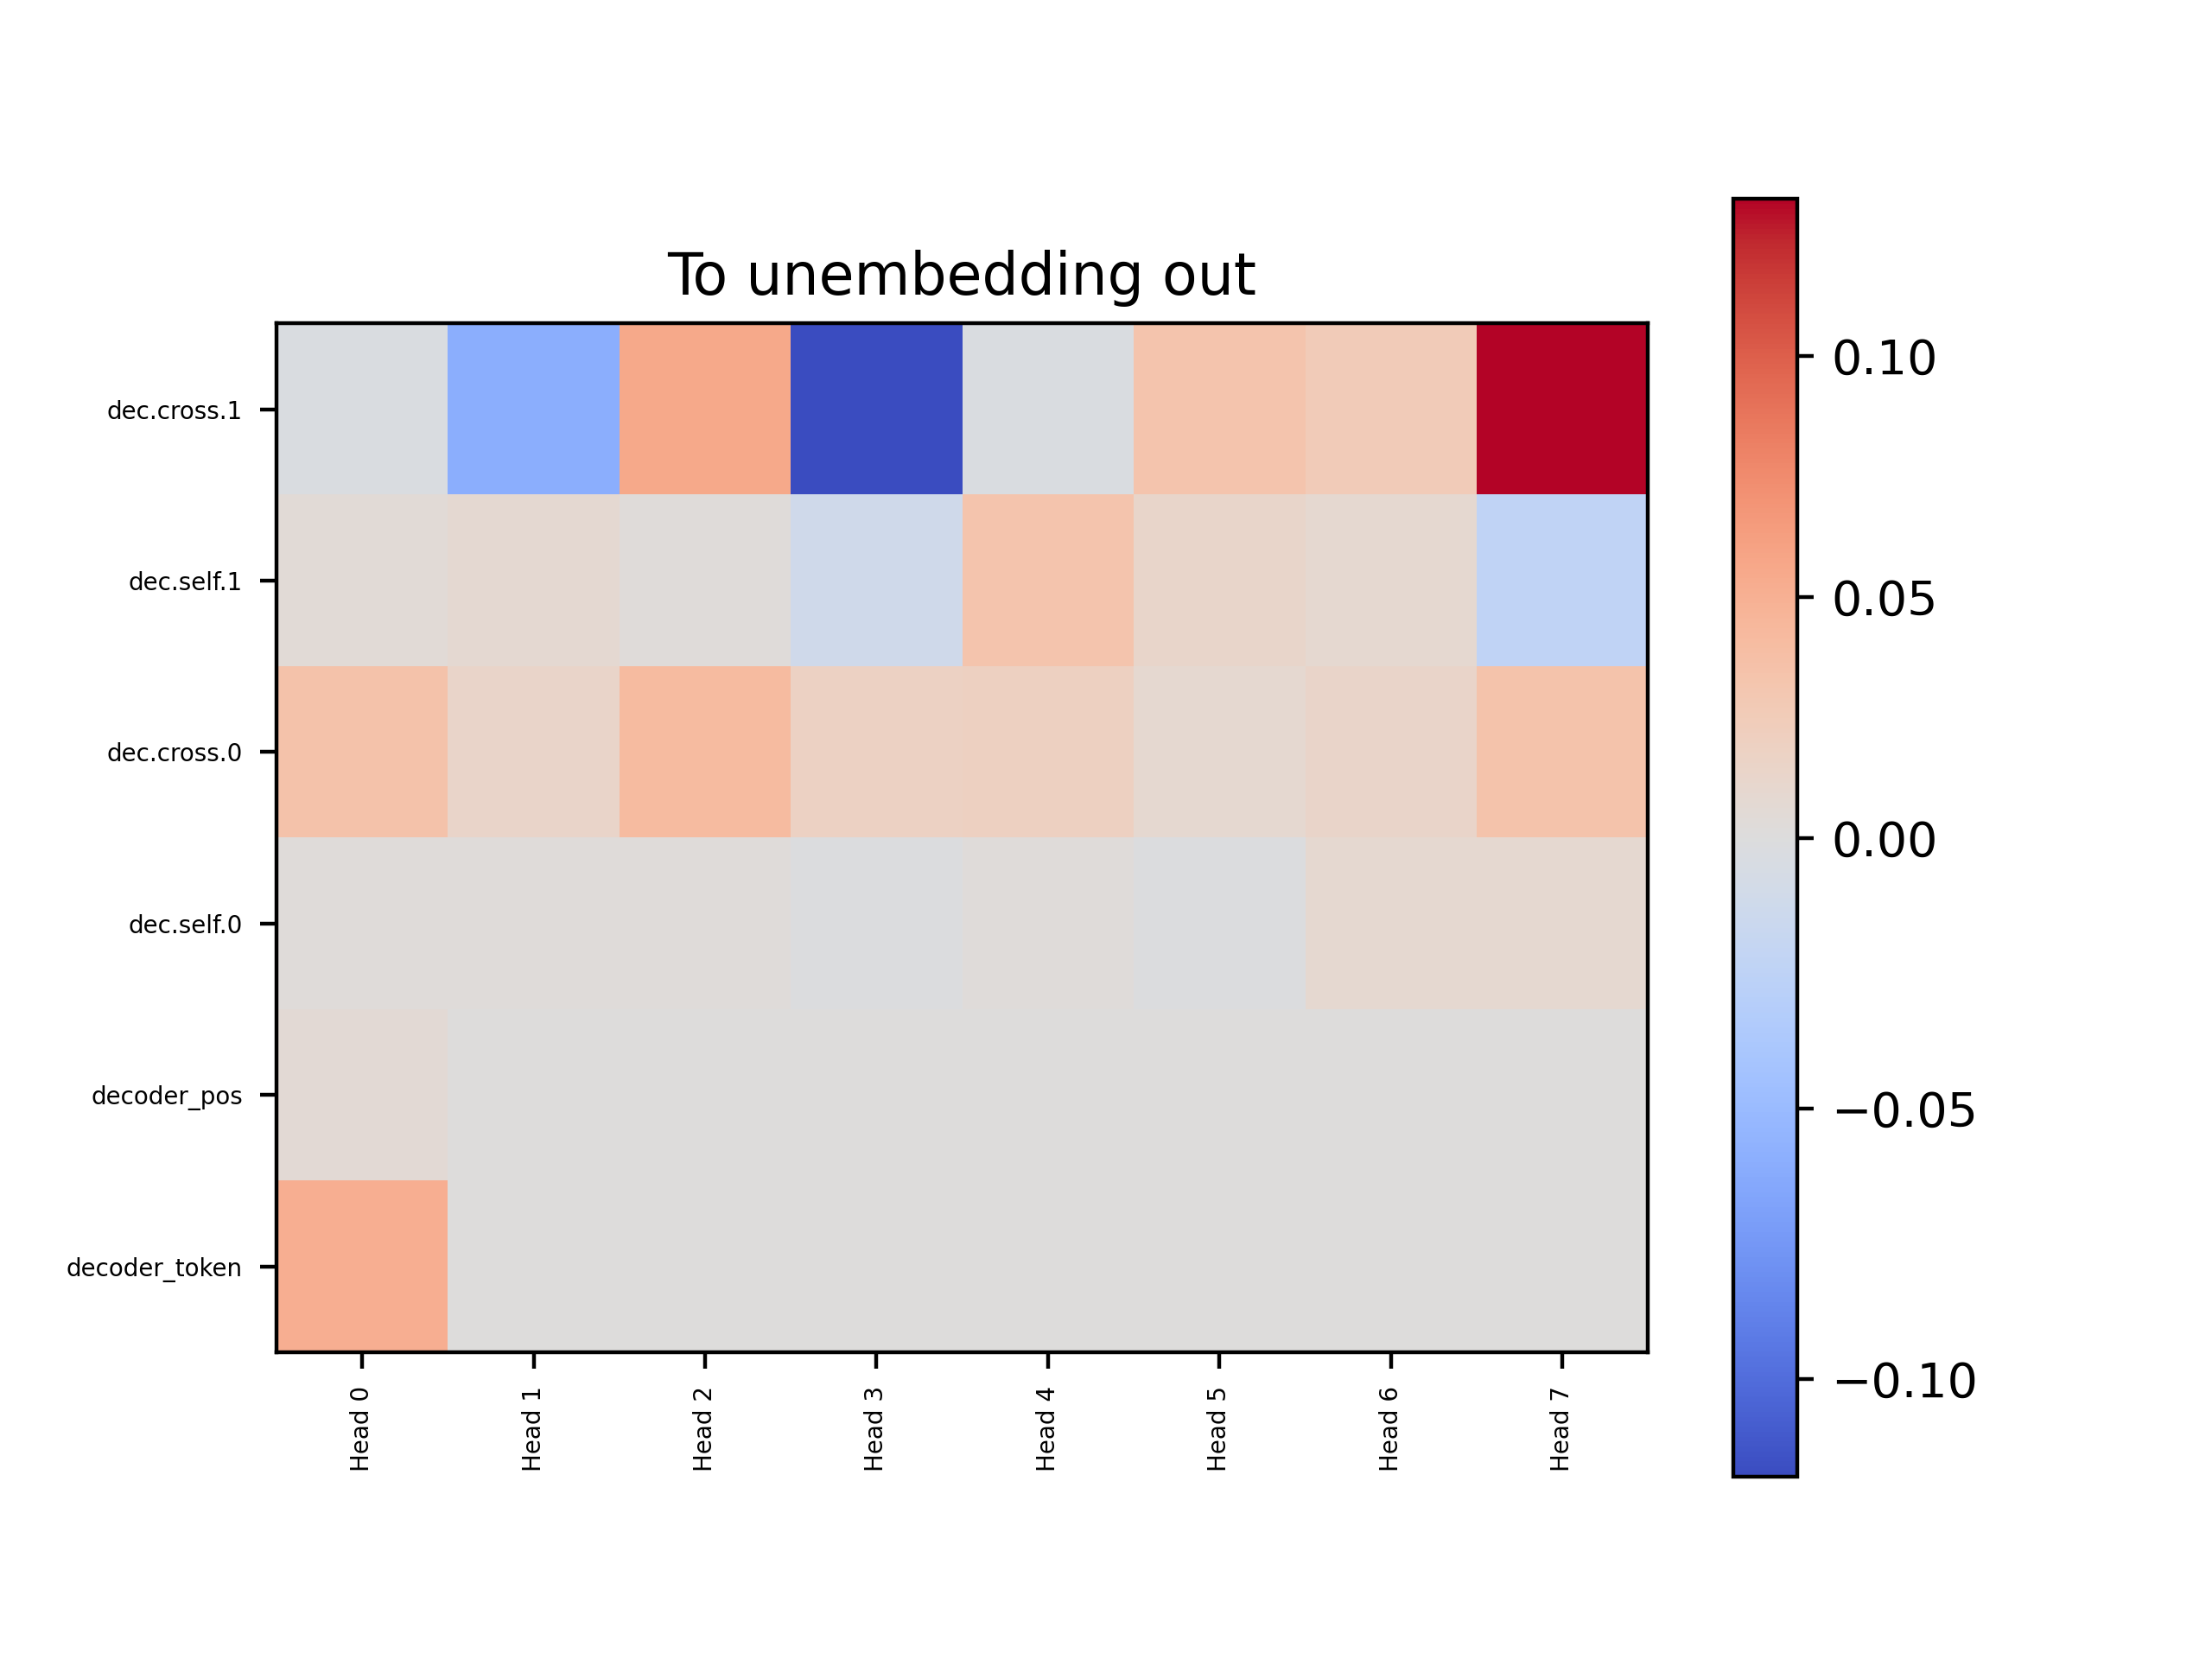 To unembedding out
dec.cross.1
dec.self.1
dec.cross.0
dec.self.0
decoder_pos
decoder_token
Head 0
Head 1
Head 2
Head 3
Head 4
Head 5
Head 6
Head 7
0.10
0.05
0.00
−0.05
−0.10